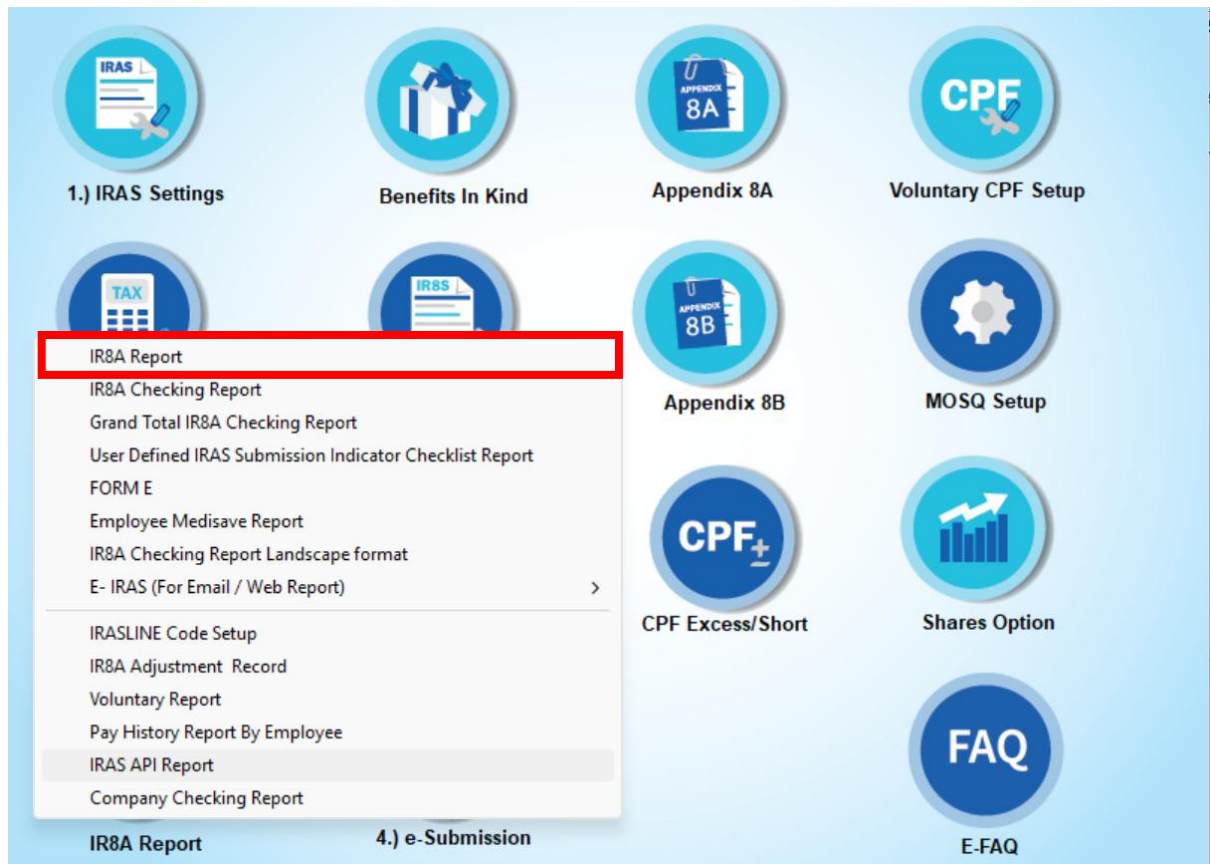 IRAS
APPENDIX
8A
CPF
1.) IRAS Settings
Benefits In Kind
Appendix 8A
Voluntary CPF Setup
TAX
IR8S
APPENDIX
8B
Appendix 8B
MOSQ Setup
IR8A Report
IR8A Checking Report
Grand Total IR8A Checking Report
User Defined IRAS Submission Indicator Checklist Report
FORM E
Employee Medisave Report
IR8A Checking Report Landscape format
E- IRAS (For Email / Web Report)
IRASLINE Code Setup
IR8A Adjustment  Record
Voluntary Report
Pay History Report By Employee
IRAS API Report
Company Checking Report
CPF±
CPF Excess/Short
Shares Option
FAQ
IR8A Report
4.) e-Submission
E-FAQ